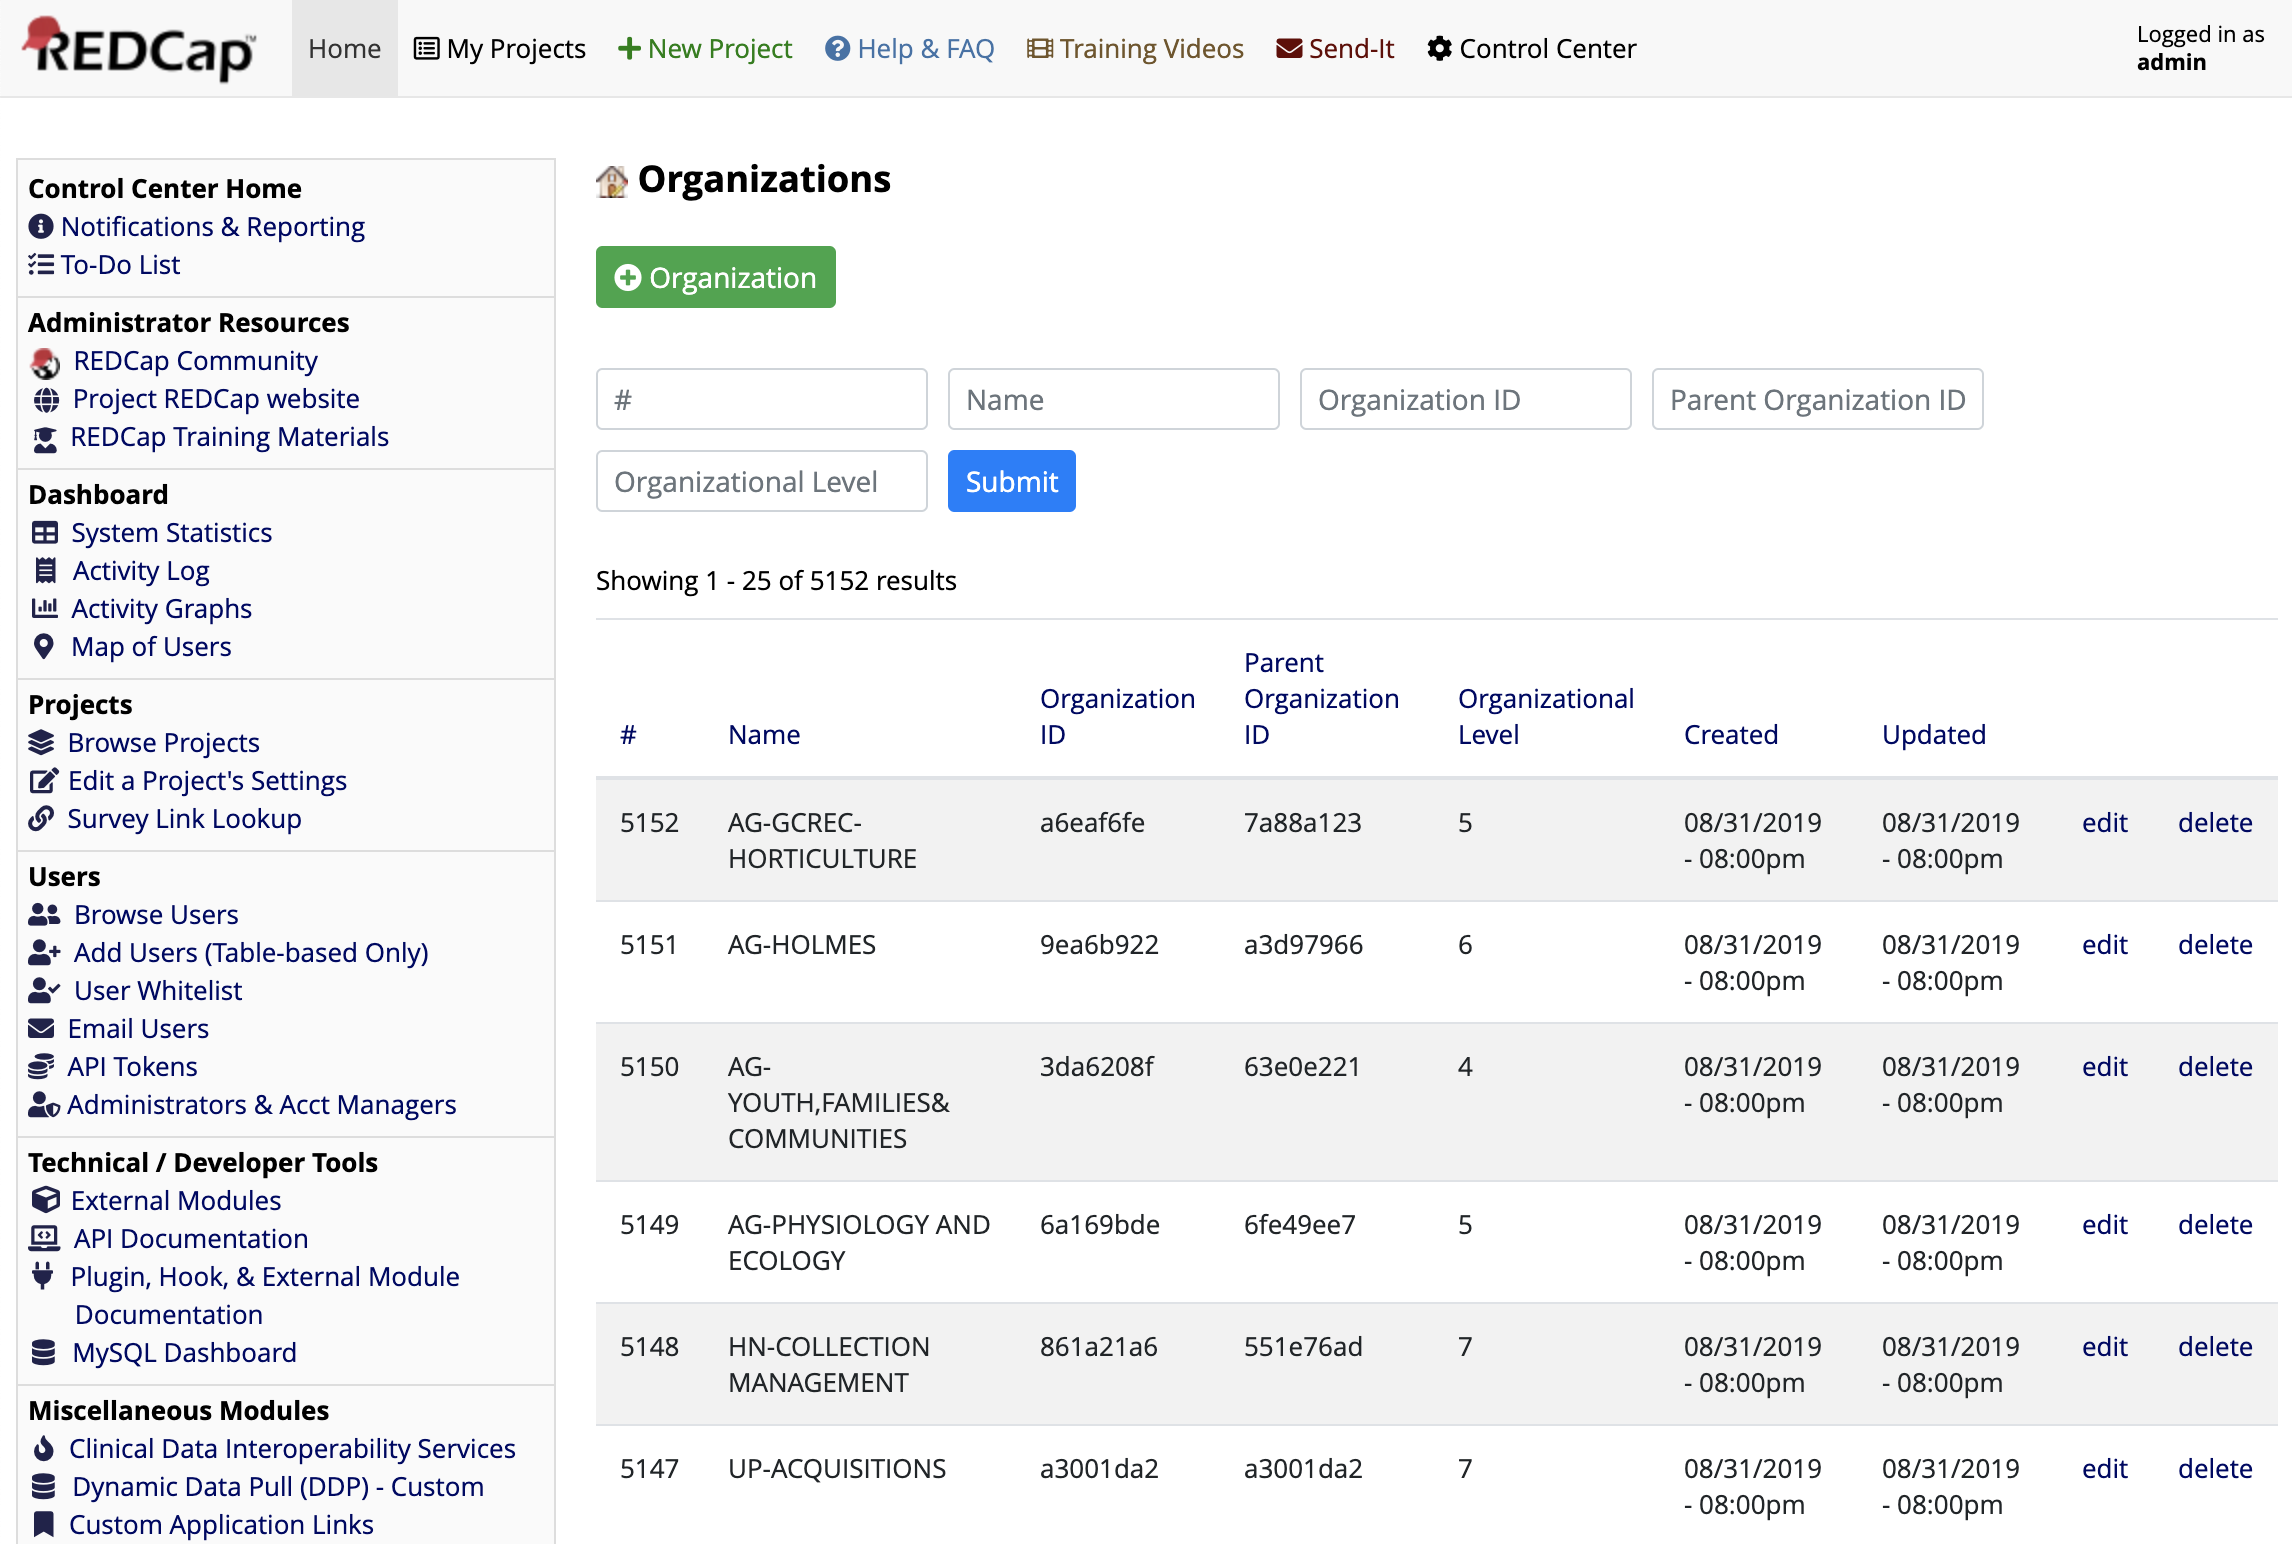 REDCap™
Home
My Projects
New Project
Help & FAQ
Training Videos
Send-It
Control Center
Logged in as
admin
Control Center Home
Notifications & Reporting
To-Do List
Administrator Resources
REDCap Community
Project REDCap website
REDCap Training Materials
Dashboard
System Statistics
Activity Log
Activity Graphs
Map of Users
Projects
Browse Projects
Edit a Project's Settings
Survey Link Lookup
Users
Browse Users
Add Users (Table-based Only)
User Whitelist
Email Users
API Tokens
Administrators & Acct Managers
Technical / Developer Tools
External Modules
API Documentation
Plugin, Hook, & External Module
Documentation
MySQL Dashboard
Miscellaneous Modules
Clinical Data Interoperability Services
Dynamic Data Pull (DDP) - Custom
Custom Application Links
Organizations
Organization
# Name Organization ID Parent Organization ID
Organizational Level Submit
Showing 1 - 25 of 5152 results
Parent
Organization Organization Organizational
# Name ID ID Level Created Updated
5152 AG-GCREC- a6eaf6fe 7a88a123 5 08/31/2019 08/31/2019 edit delete
HORTICULTURE - 08:00pm - 08:00pm
5151 AG-HOLMES 9ea6b922 a3d97966 6 08/31/2019 08/31/2019 edit delete
- 08:00pm - 08:00pm
5150 AG- 3da6208f 63e0e221 4 08/31/2019 08/31/2019 edit delete
YOUTH,FAMILIES& - 08:00pm - 08:00pm
COMMUNITIES
5149 AG-PHYSIOLOGY AND 6a169bde 6fe49ee7 5 08/31/2019 08/31/2019 edit delete
ECOLOGY - 08:00pm - 08:00pm
5148 HN-COLLECTION 861a21a6 551e76ad 7 08/31/2019 08/31/2019 edit delete
MANAGEMENT - 08:00pm - 08:00pm
5147 UP-ACQUISITIONS a3001da2 a3001da2 7 08/31/2019 08/31/2019 edit delete
- 08:00pm - 08:00pm